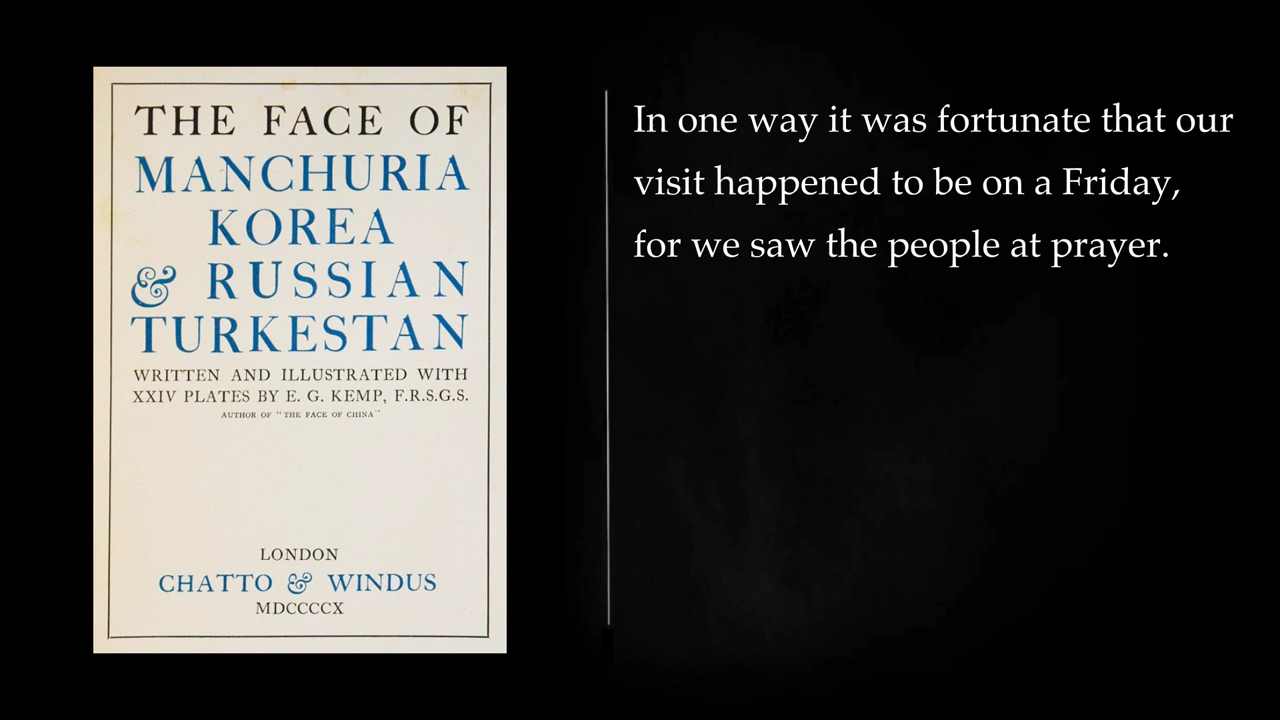 THE FACE OF
MANCHURIA
KOREA
& RUSSIAN
TURKESTAN
WRITTEN AND ILLUSTRATED WITH
XXIV PLATES BY E. G. KEMP, F.R.S.G.S.
AUTHOR OF "THE FACE OF CHINA"
LONDON
CHATTO & WINDUS
MDCCCCX
In one way it was fortunate that our
visit happened to be on a Friday,
for we saw the people at prayer.